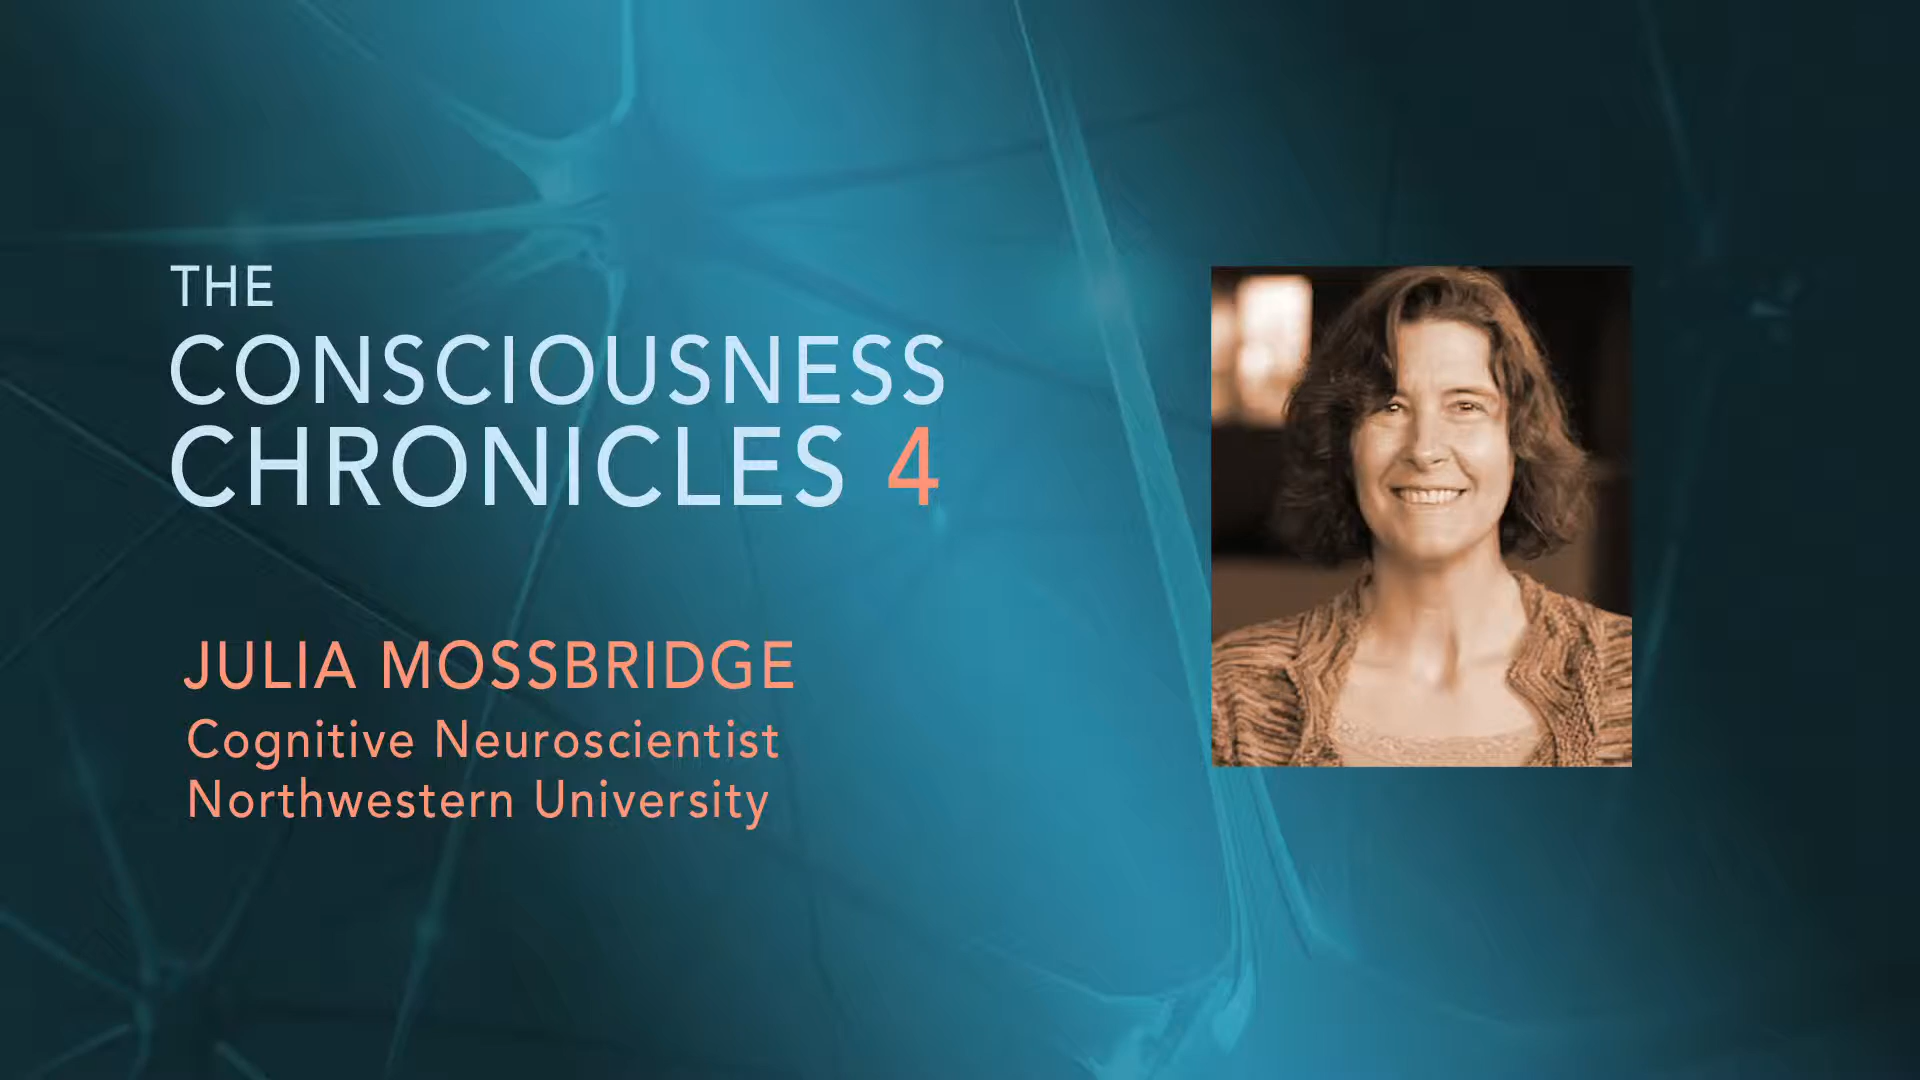 THE
CONSCIOUSNESS
CHRONICLES 4
JULIA MOSSBRIDGE
Cognitive Neuroscientist
Northwestern University